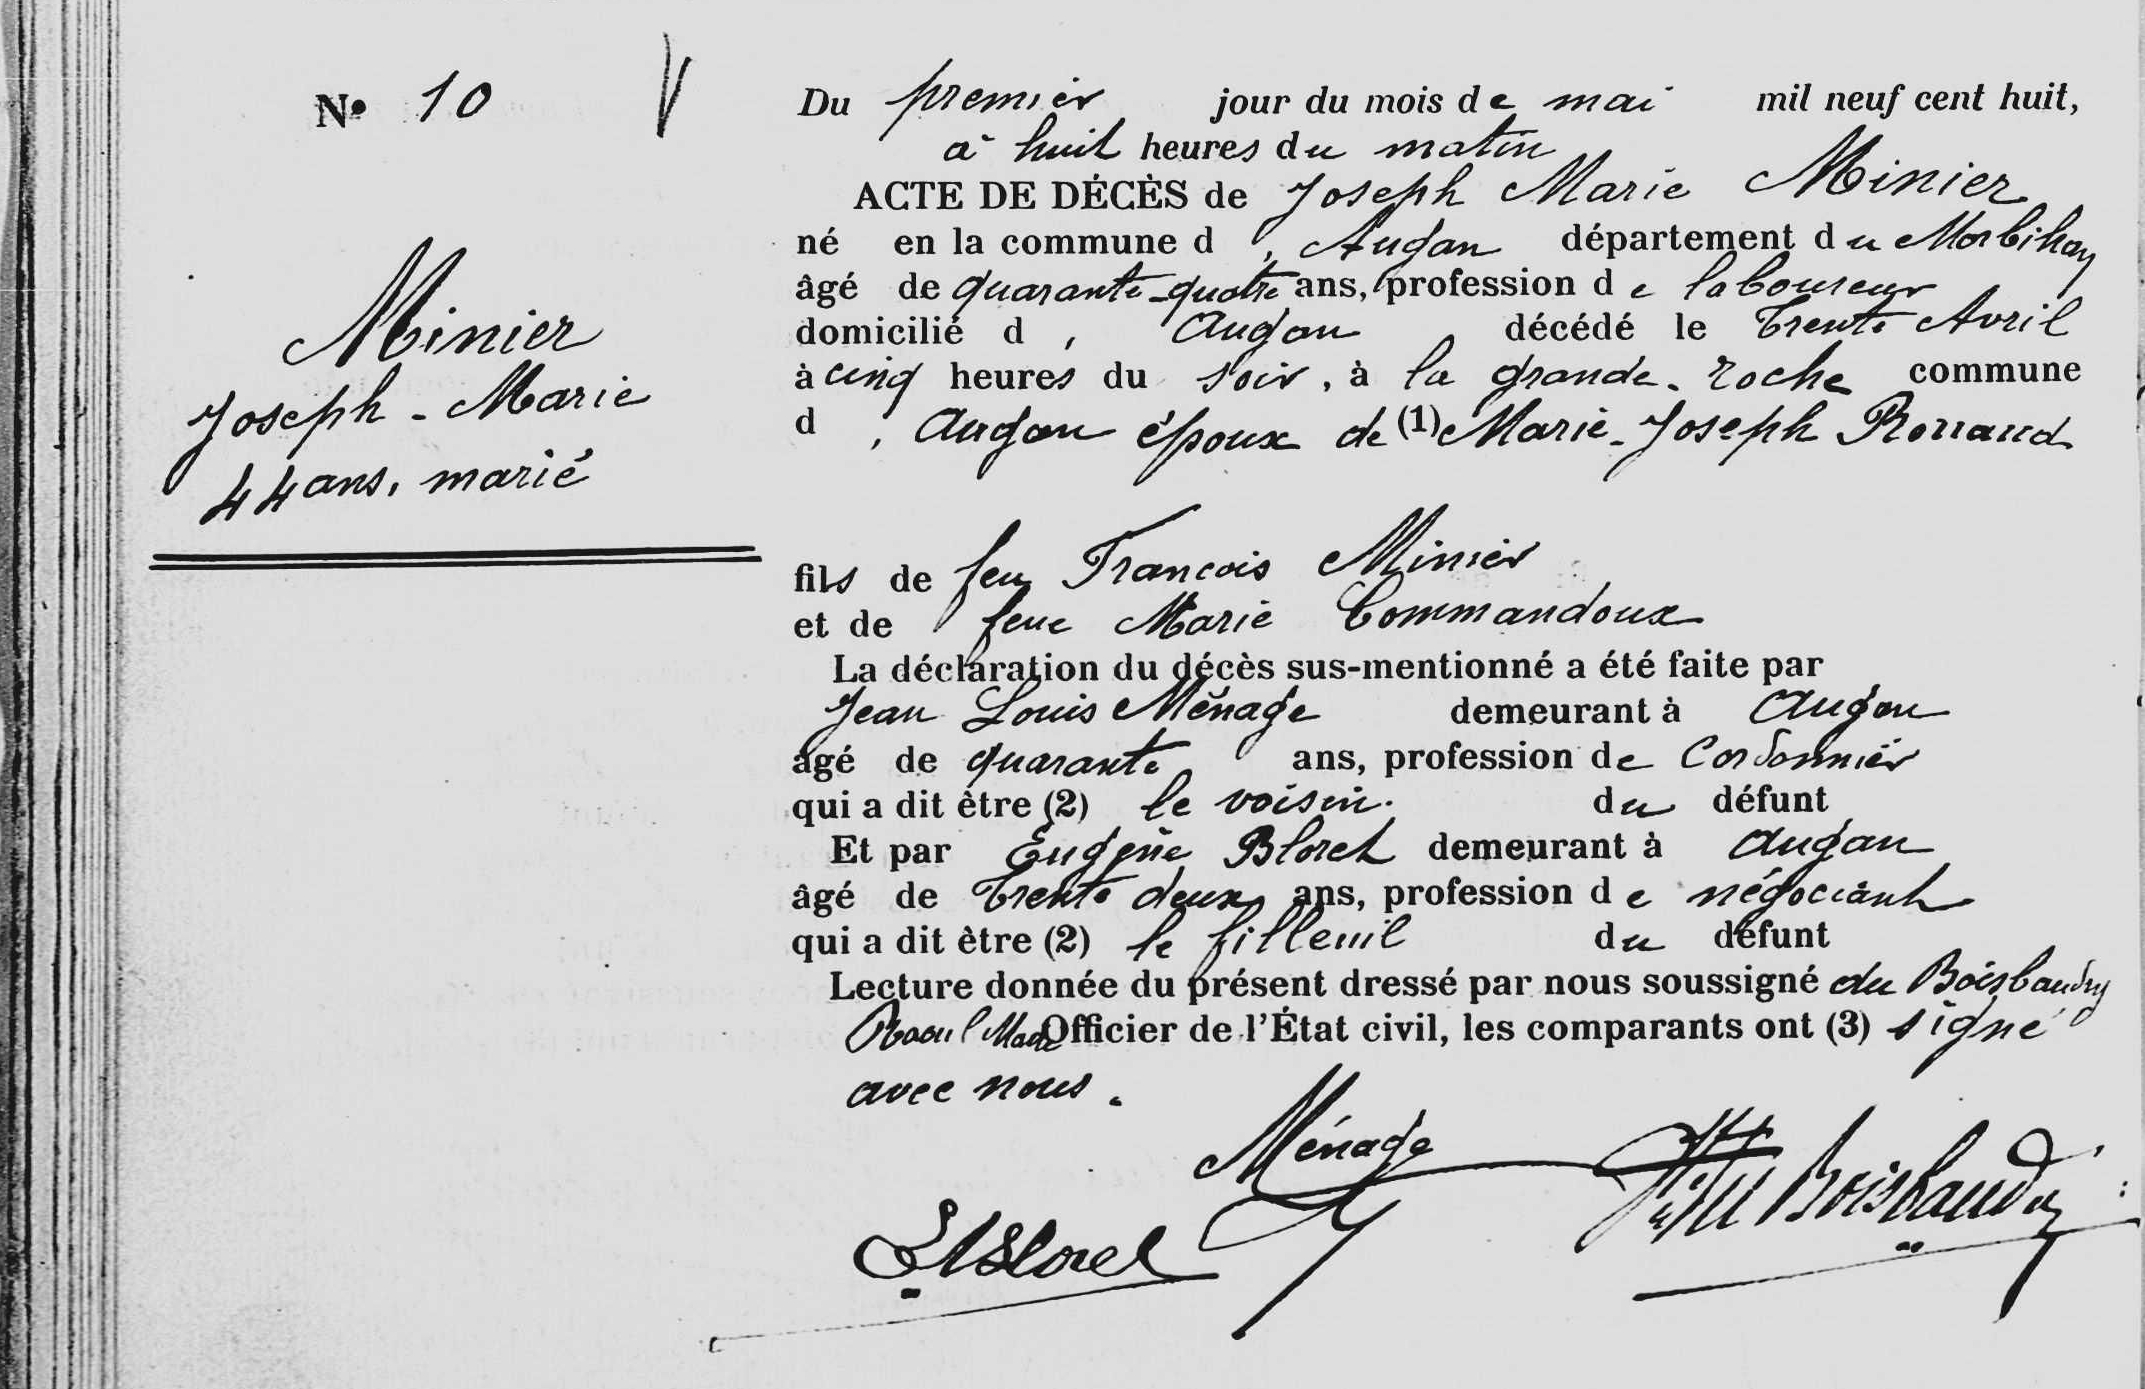 N° 10
Minier
Joseph - Marie
44 ans, marié
Du premier jour du mois de mai mil neuf cent huit,
à huit heures du matin
ACTE DE DÉCÈS de Joseph Marie Minier
né en la commune d' Augan département du Morbihan
âgé de quarante-quatre ans, profession de laboureur
domicilié d' Augan décédé le trente Avril
à cinq heures du soir, à la grande-roche commune
d' Augan époux de (1) Marie-Joseph Rouaud
fils de feu Francois Minier
et de feue Marie Commandoux
La déclaration du décès sus-mentionné a été faite par
Jean Louis Ménage demeurant à Augan
âgé de quarante ans, profession de Cordonnier
qui a dit être (2) le voisin du défunt
Et par Eugène Bloret demeurant à Augan
âgé de trente deux ans, profession de négociant
qui a dit être (2) le filleuil du défunt
Lecture donnée du présent dressé par nous soussigné du Boisbaudry
Raoul Marie Officier de l'État civil, les comparants ont (3) signé
avec nous.
Ménage
Boisbaudry
E Bloret